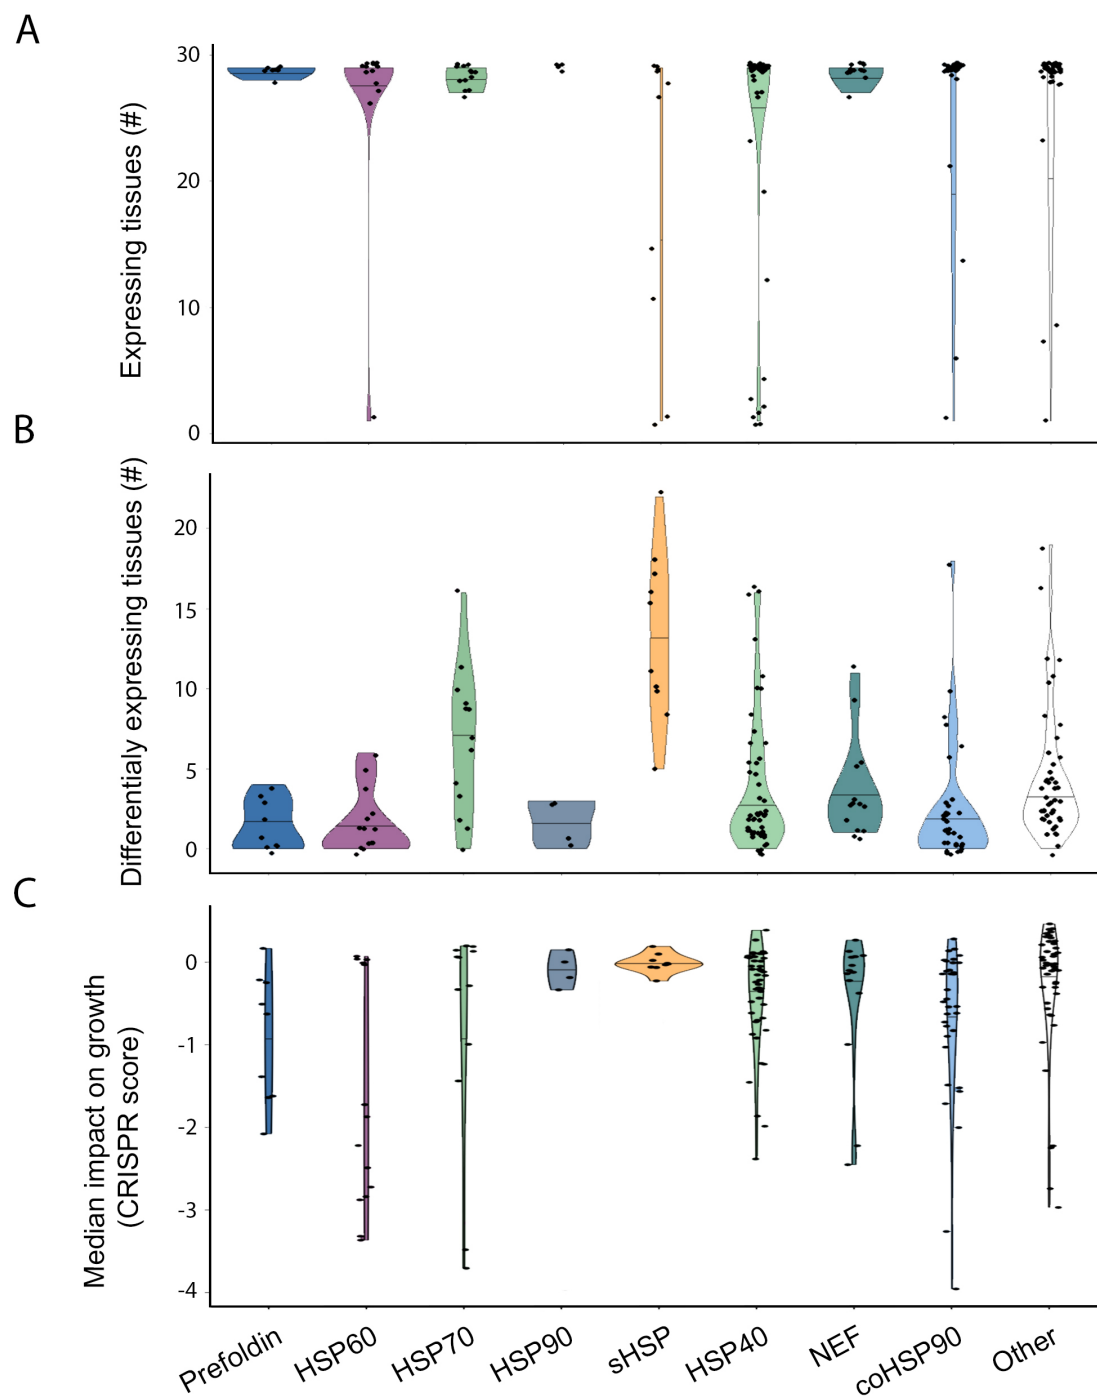 A
Expressing tissues (#)
30
20
10
0
B
Differentialy expressing tissues (#)
20
15
10
5
0
C
Median impact on growth
(CRISPR score)
0
-1
-2
-3
-4
Prefoldin
HSP60
HSP70
HSP90
sHSP
HSP40
NEF
coHSP90
Other